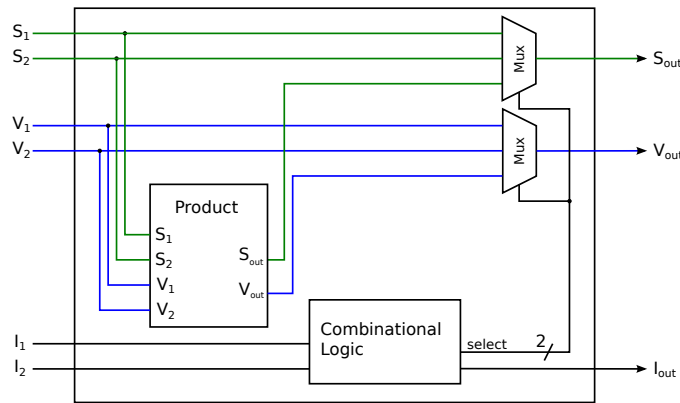 S1
S2
Mux
Sout
V1
V2
Mux
Vout
Product
S1
S2
V1
V2
Sout
Vout
I1
I2
Combinational
Logic
select
2
Iout